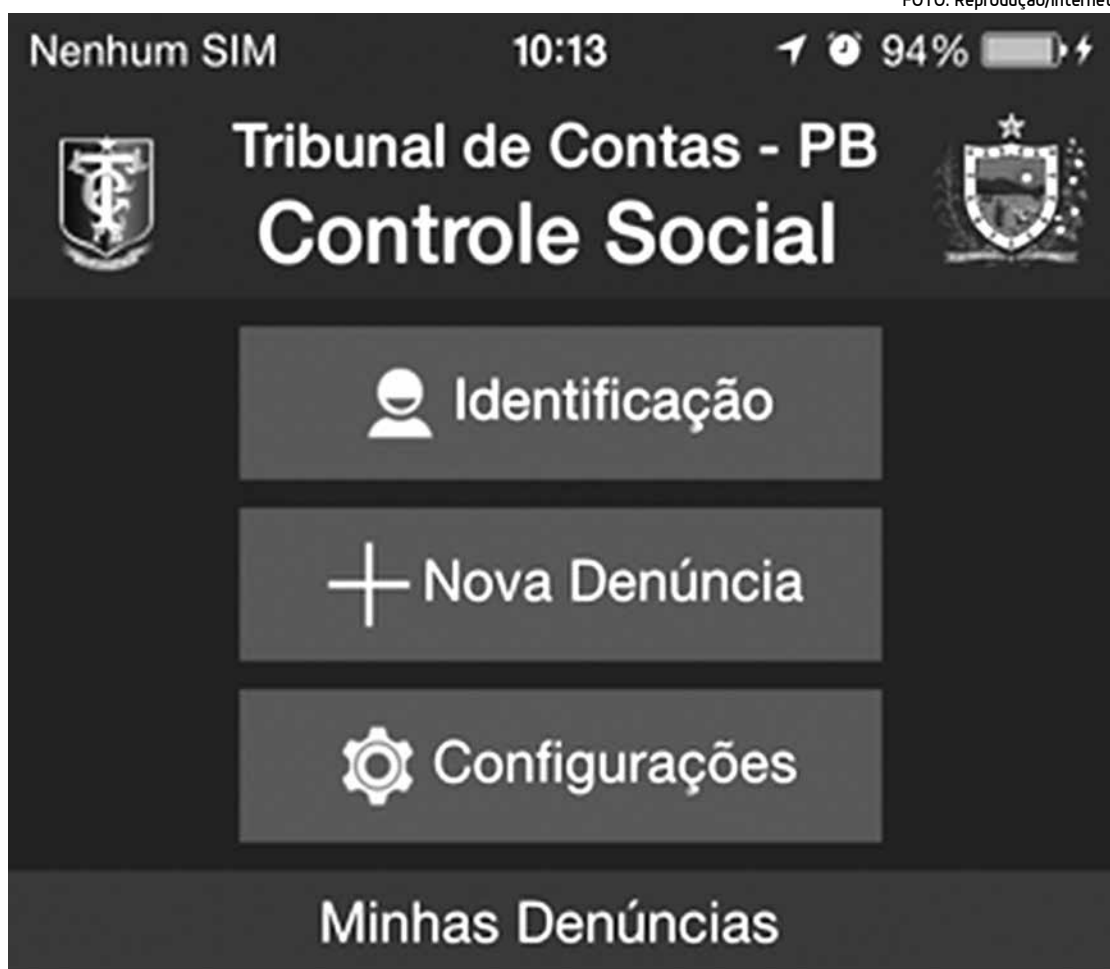 FOTO: Reprodução/Internet
Nenhum SIM 10:13 94%
Tribunal de Contas - PB
Controle Social
Identificação
Nova Denúncia
Configurações
Minhas Denúncias